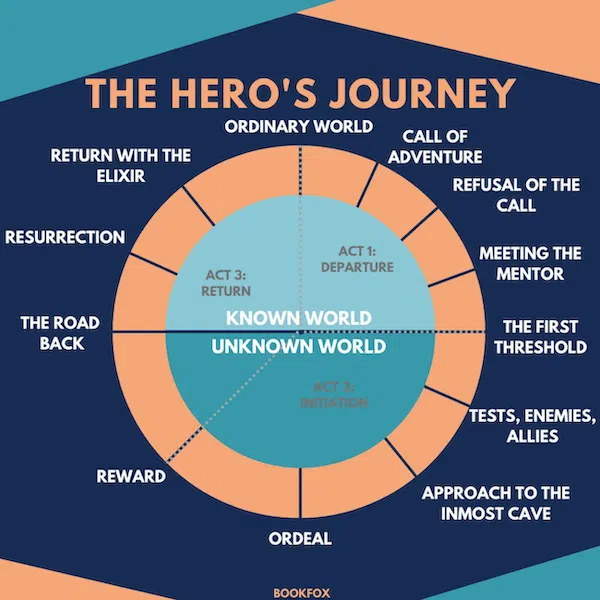 THE HERO'S JOURNEY
ORDINARY WORLD
CALL OF
ADVENTURE
REFUSAL OF THE
CALL
MEETING THE
MENTOR
THE FIRST
THRESHOLD
TESTS, ENEMIES,
ALLIES
APPROACH TO THE
INMOST CAVE
ORDEAL
REWARD
THE ROAD
BACK
RESURRECTION
RETURN WITH THE
ELIXIR
ACT 1:
DEPARTURE
ACT 3:
RETURN
KNOWN WORLD
UNKNOWN WORLD
ACT 2:
INITIATION
BOOKFOX